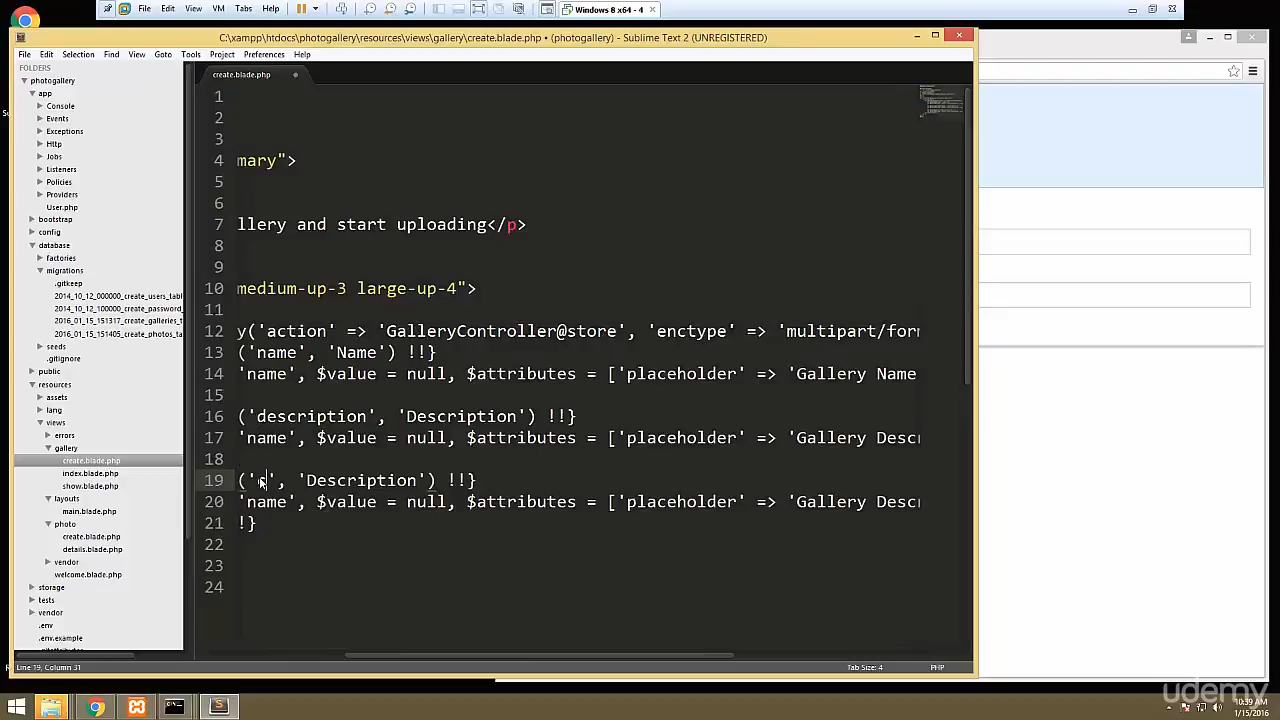 File Edit View VM Tabs Help
Windows 8 x64 - 4
C:\xampp\htdocs\photogallery\resources\views\gallery\create.blade.php • (photogallery) - Sublime Text 2 (UNREGISTERED)
File Edit Selection Find View Goto Tools Project Preferences Help
FOLDERS
photogallery
app
Console
Events
Exceptions
Http
Jobs
Listeners
Policies
Providers
User.php
bootstrap
config
database
factories
migrations
.gitkeep
2014_10_12_000000_create_users_tabl
2014_10_12_100000_create_password_
2016_01_15_151317_create_galleries_t
2016_01_15_151405_create_photos_ta
seeds
.gitignore
public
resources
assets
lang
views
errors
gallery
create.blade.php
index.blade.php
show.blade.php
layouts
main.blade.php
photo
create.blade.php
details.blade.php
vendor
welcome.blade.php
storage
tests
vendor
.env
.env.example
create.blade.php
1
2
3
4 mary">
5
6
7 llery and start uploading</p>
8
9
10 medium-up-3 large-up-4">
11
12 y('action' => 'GalleryController@store', 'enctype' => 'multipart/for
13 ('name', 'Name') !!}
14 'name', $value = null, $attributes = ['placeholder' => 'Gallery Name
15
16 ('description', 'Description') !!}
17 'name', $value = null, $attributes = ['placeholder' => 'Gallery Desc
18
19 ', 'Description') !!}
20 'name', $value = null, $attributes = ['placeholder' => 'Gallery Desc
21 !}
22
23
24
Line 19, Column 31
Tab Size: 4
PHP
udemy
10:39 AM
1/15/2016